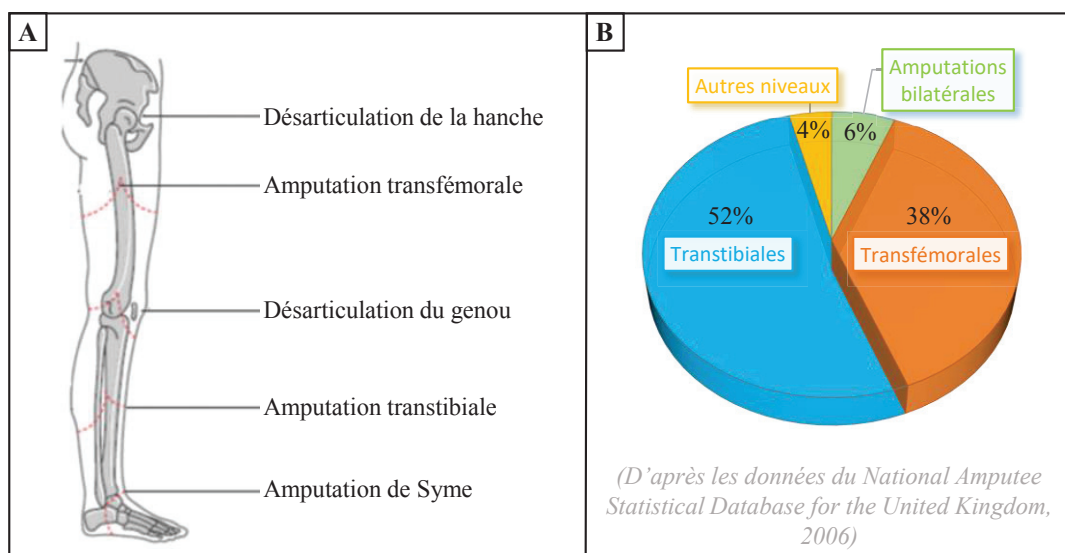 A
Désarticulation de la hanche
Amputation transfémorale
Désarticulation du genou
Amputation transtibiale
Amputation de Syme
B
Autres niveaux
Amputations
bilatérales
4%
6%
52%
38%
Transtibiales
Transfémorales
(D'après les données du National Amputee
Statistical Database for the United Kingdom,
2006)